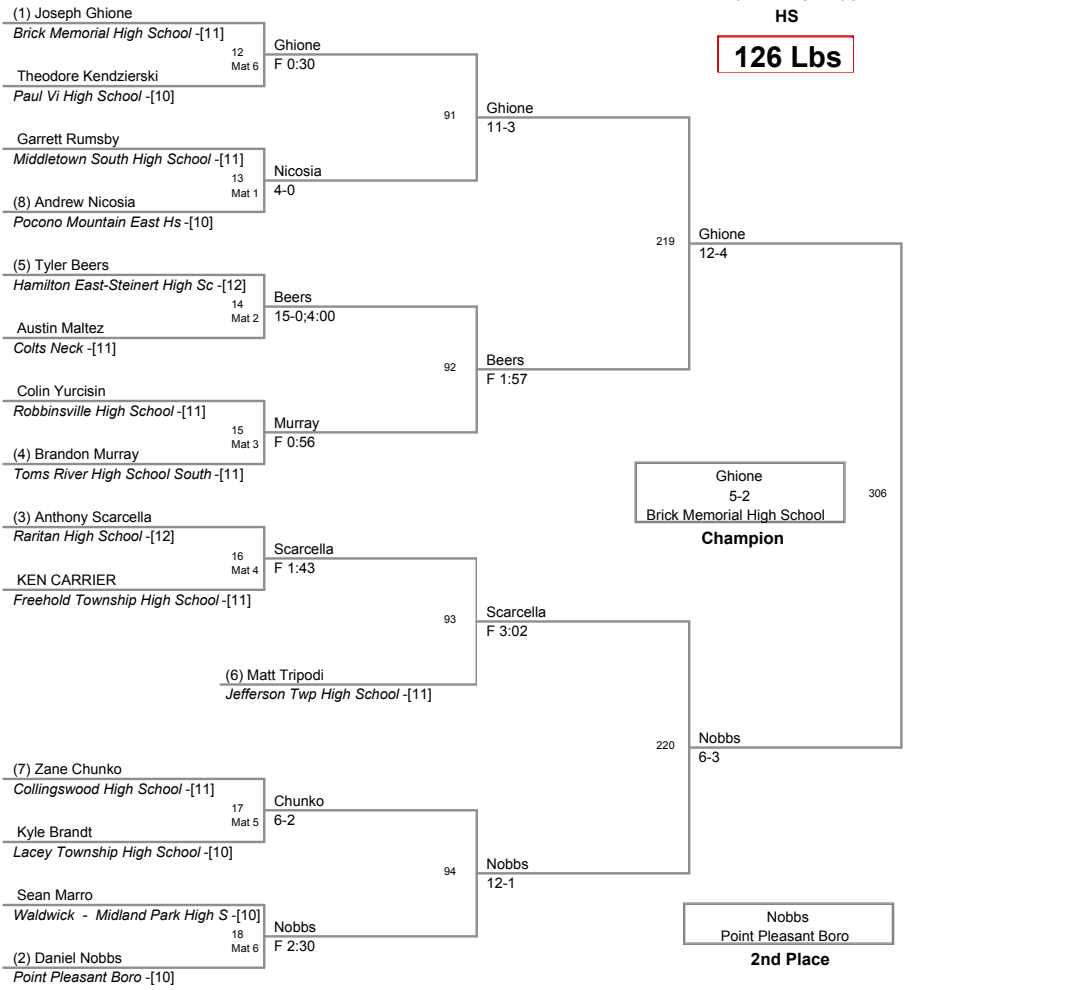 HS
126 Lbs
(1) Joseph Ghione
Brick Memorial High School -[11]
12
Mat 6
Ghione
F 0:30
Theodore Kendzierski
Paul Vi High School -[10]
91
Ghione
11-3
Garrett Rumsby
Middletown South High School -[11]
13
Mat 1
Nicosia
4-0
(8) Andrew Nicosia
Pocono Mountain East Hs -[10]
219
Ghione
12-4
(5) Tyler Beers
Hamilton East-Steinert High Sc -[12]
14
Mat 2
Beers
15-0;4:00
Austin Maltez
Colts Neck -[11]
92
Beers
F 1:57
Colin Yurcisin
Robbinsville High School -[11]
15
Mat 3
Murray
F 0:56
(4) Brandon Murray
Toms River High School South -[11]
Ghione
5-2
Brick Memorial High School
Champion
306
(3) Anthony Scarcella
Raritan High School -[12]
16
Mat 4
Scarcella
F 1:43
KEN CARRIER
Freehold Township High School -[11]
93
Scarcella
F 3:02
(6) Matt Tripodi
Jefferson Twp High School -[11]
220
Nobbs
6-3
(7) Zane Chunko
Collingswood High School -[11]
17
Mat 5
Chunko
6-2
Kyle Brandt
Lacey Township High School -[10]
94
Nobbs
12-1
Sean Marro
Waldwick - Midland Park High S -[10]
18
Mat 6
Nobbs
F 2:30
(2) Daniel Nobbs
Point Pleasant Boro -[10]
Nobbs
Point Pleasant Boro
2nd Place